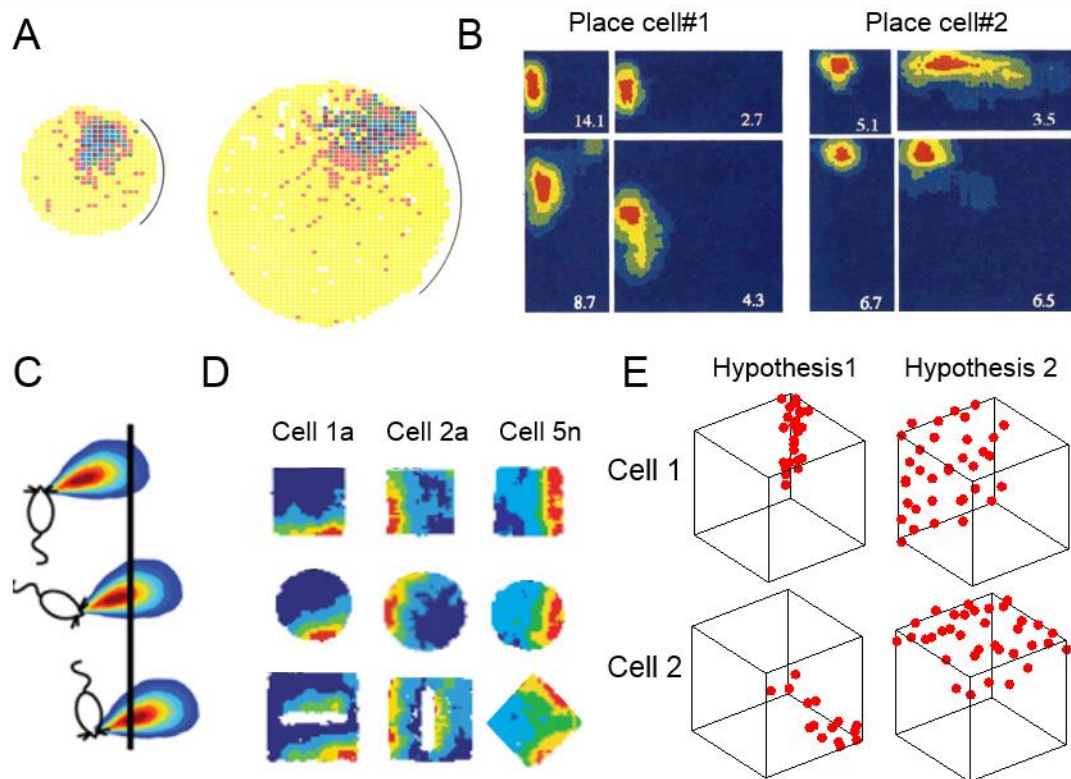 A
B
Place cell#1
Place cell#2
14.1
2.7
5.1
3.5
8.7
4.3
6.7
6.5
C
D
E
Hypothesis1
Hypothesis 2
Cell 1a
Cell 2a
Cell 5n
Cell 1
Cell 2